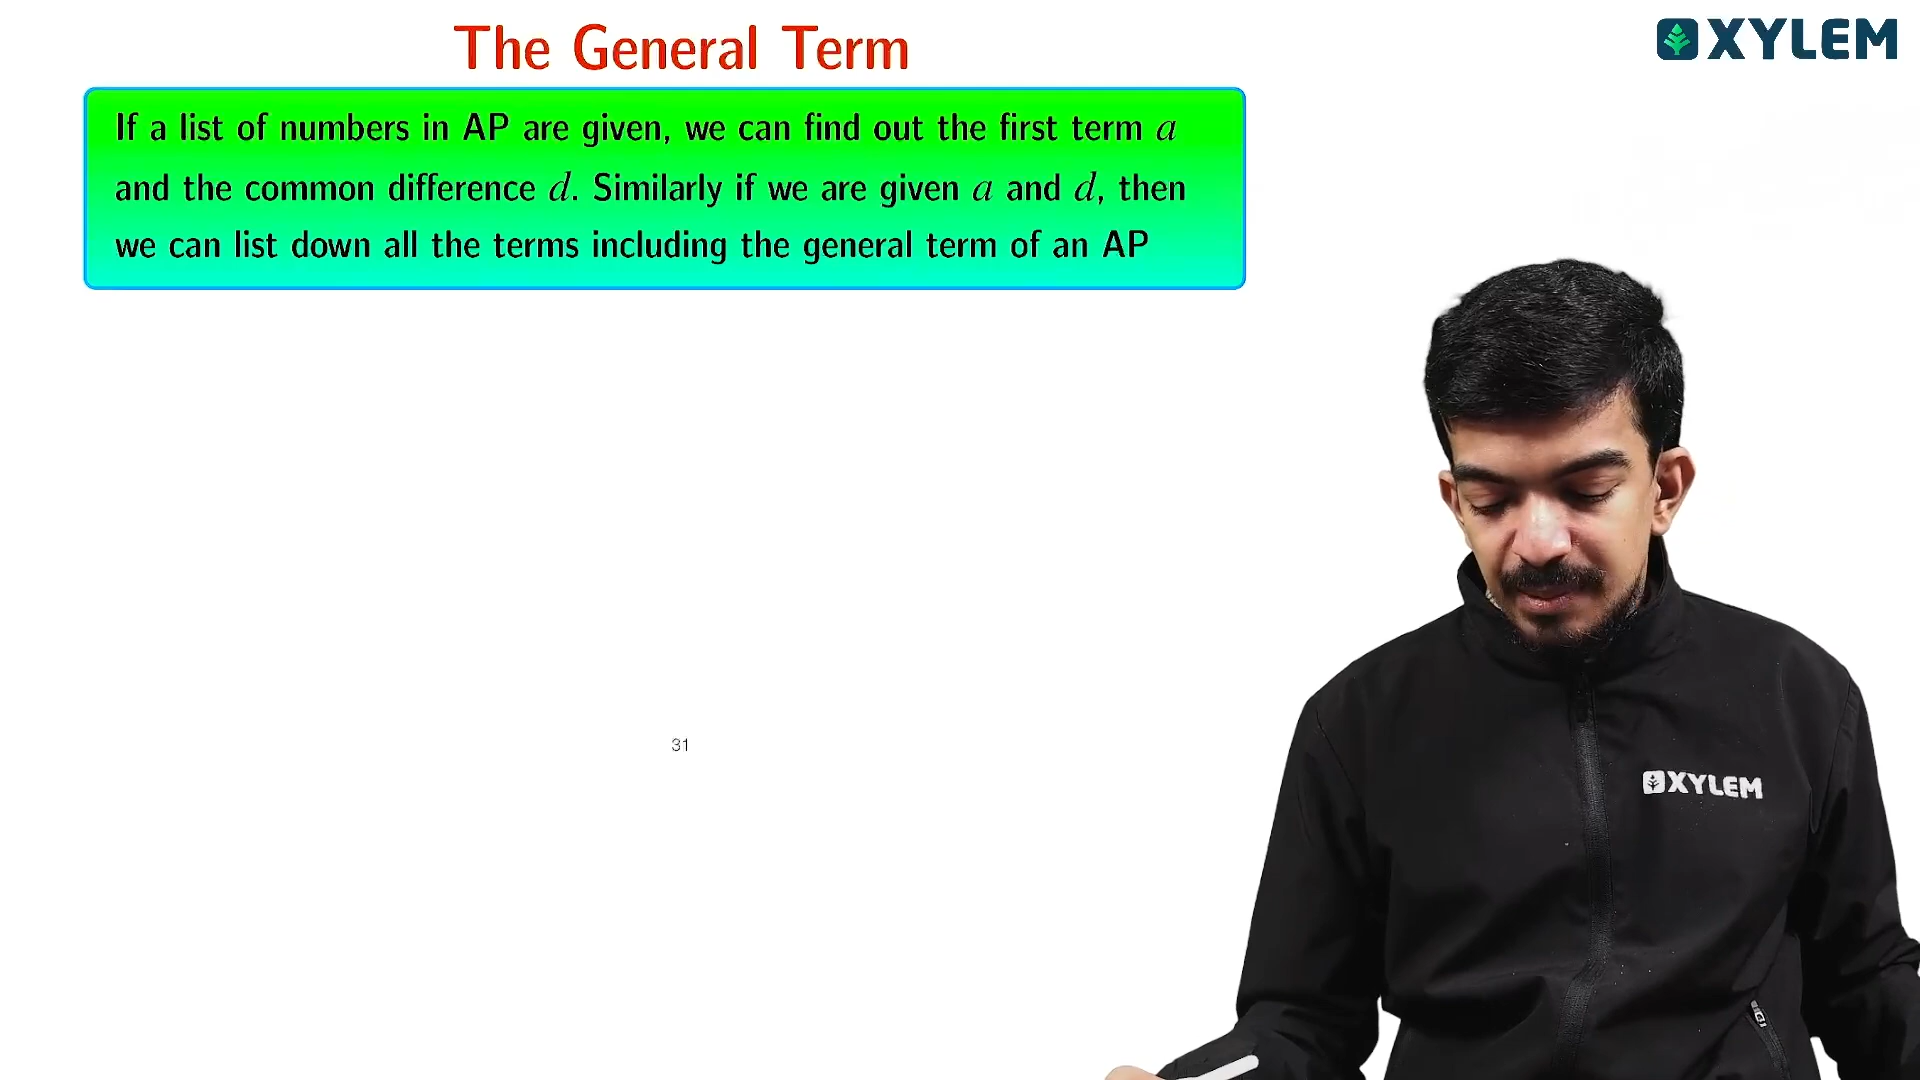 The General Term
XYLEM
If a list of numbers in AP are given, we can find out the first term a
and the common difference d. Similarly if we are given a and d, then
we can list down all the terms including the general term of an AP
31
XYLEM